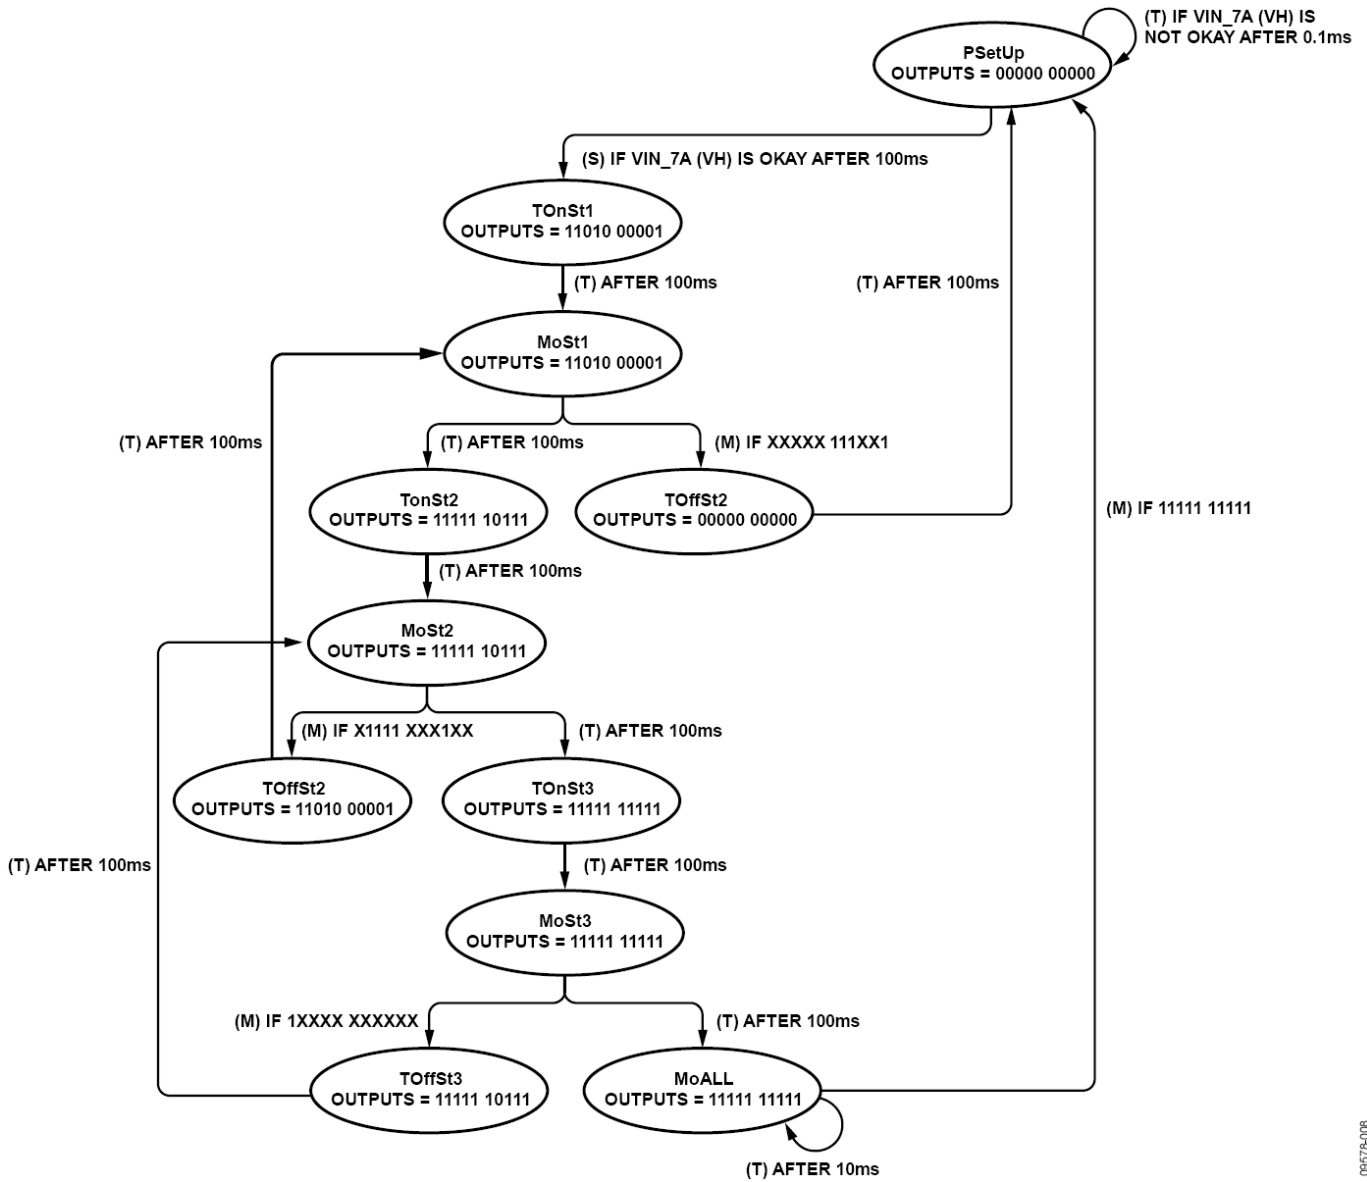 (T) IF VIN_7A (VH) IS
NOT OKAY AFTER 0.1ms
PSetUp
OUTPUTS = 00000 00000
(S) IF VIN_7A (VH) IS OKAY AFTER 100ms
TOnSt1
OUTPUTS = 11010 00001
(T) AFTER 100ms
(T) AFTER 100ms
MoSt1
OUTPUTS = 11010 00001
(T) AFTER 100ms
(T) AFTER 100ms
(M) IF XXXXX 111XX1
TonSt2
OUTPUTS = 11111 10111
TOffSt2
OUTPUTS = 00000 00000
(M) IF 11111 11111
(T) AFTER 100ms
MoSt2
OUTPUTS = 11111 10111
(M) IF X1111 XXX1XX
(T) AFTER 100ms
TOffSt2
OUTPUTS = 11010 00001
TOnSt3
OUTPUTS = 11111 11111
(T) AFTER 100ms
(T) AFTER 100ms
MoSt3
OUTPUTS = 11111 11111
(M) IF 1XXXX XXXXXX
(T) AFTER 100ms
TOffSt3
OUTPUTS = 11111 10111
MoALL
OUTPUTS = 11111 11111
(T) AFTER 10ms
09578-008